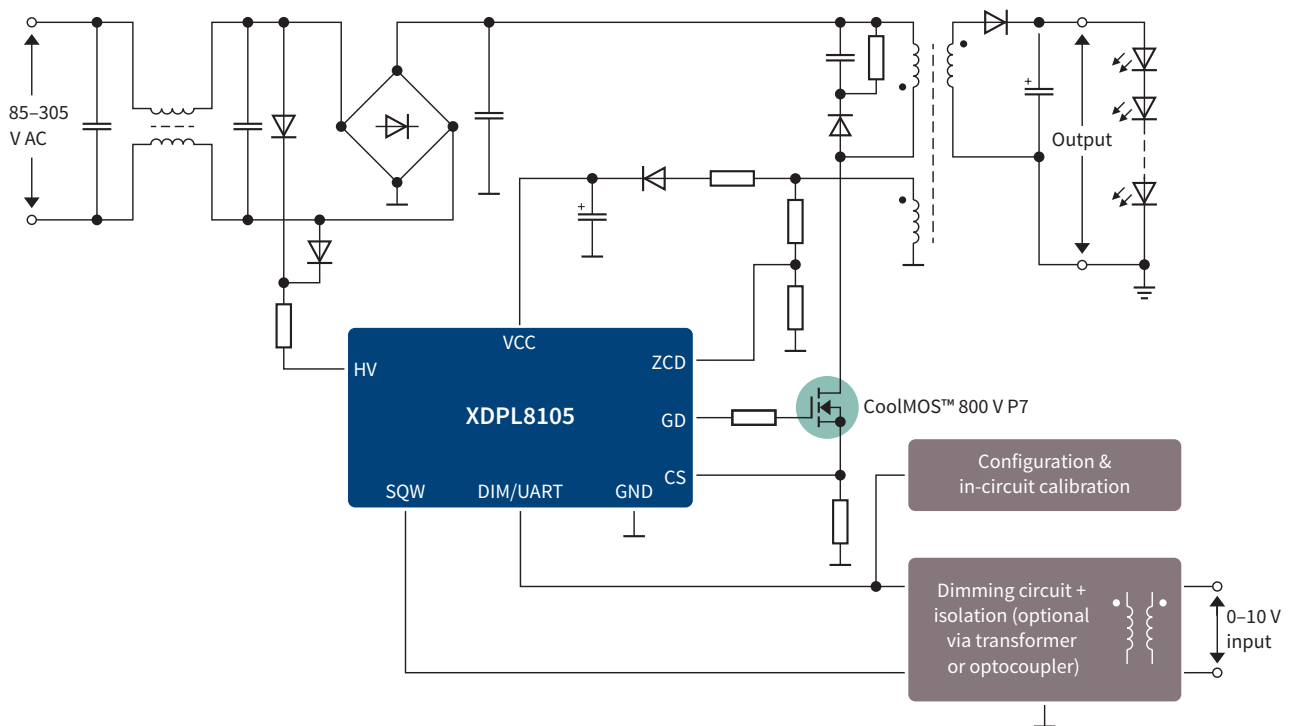 85–305
V AC
+
Output
+
VCC
HV
ZCD
XDPL8105
GD
CoolMOS™ 800 V P7
CS
SQW
DIM/UART
GND
Configuration &
in-circuit calibration
Dimming circuit +
isolation (optional
via transformer
or optocoupler)
0–10 V
input